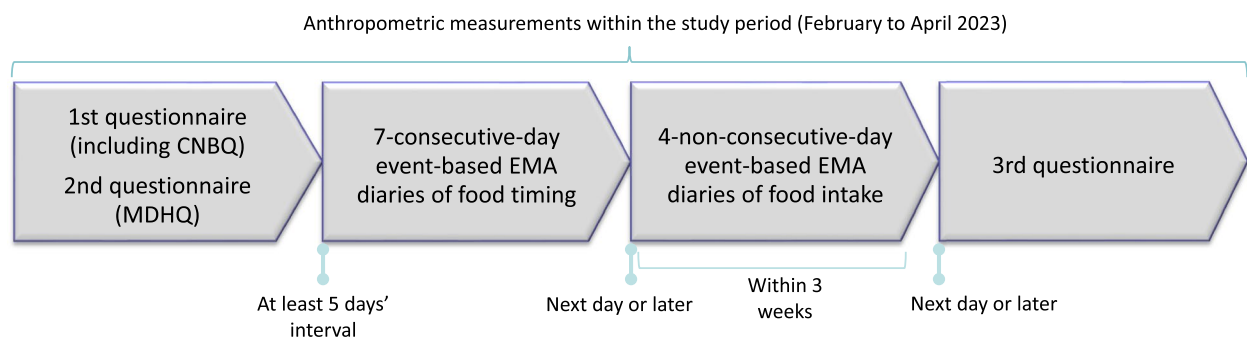 Anthropometric measurements within the study period (February to April 2023)
1st questionnaire
(including CNBQ)
2nd questionnaire
(MDHQ)
7-consecutive-day
event-based EMA
diaries of food timing
4-non-consecutive-day
event-based EMA
diaries of food intake
3rd questionnaire
At least 5 days’
interval
Next day or later
Within 3
weeks
Next day or later